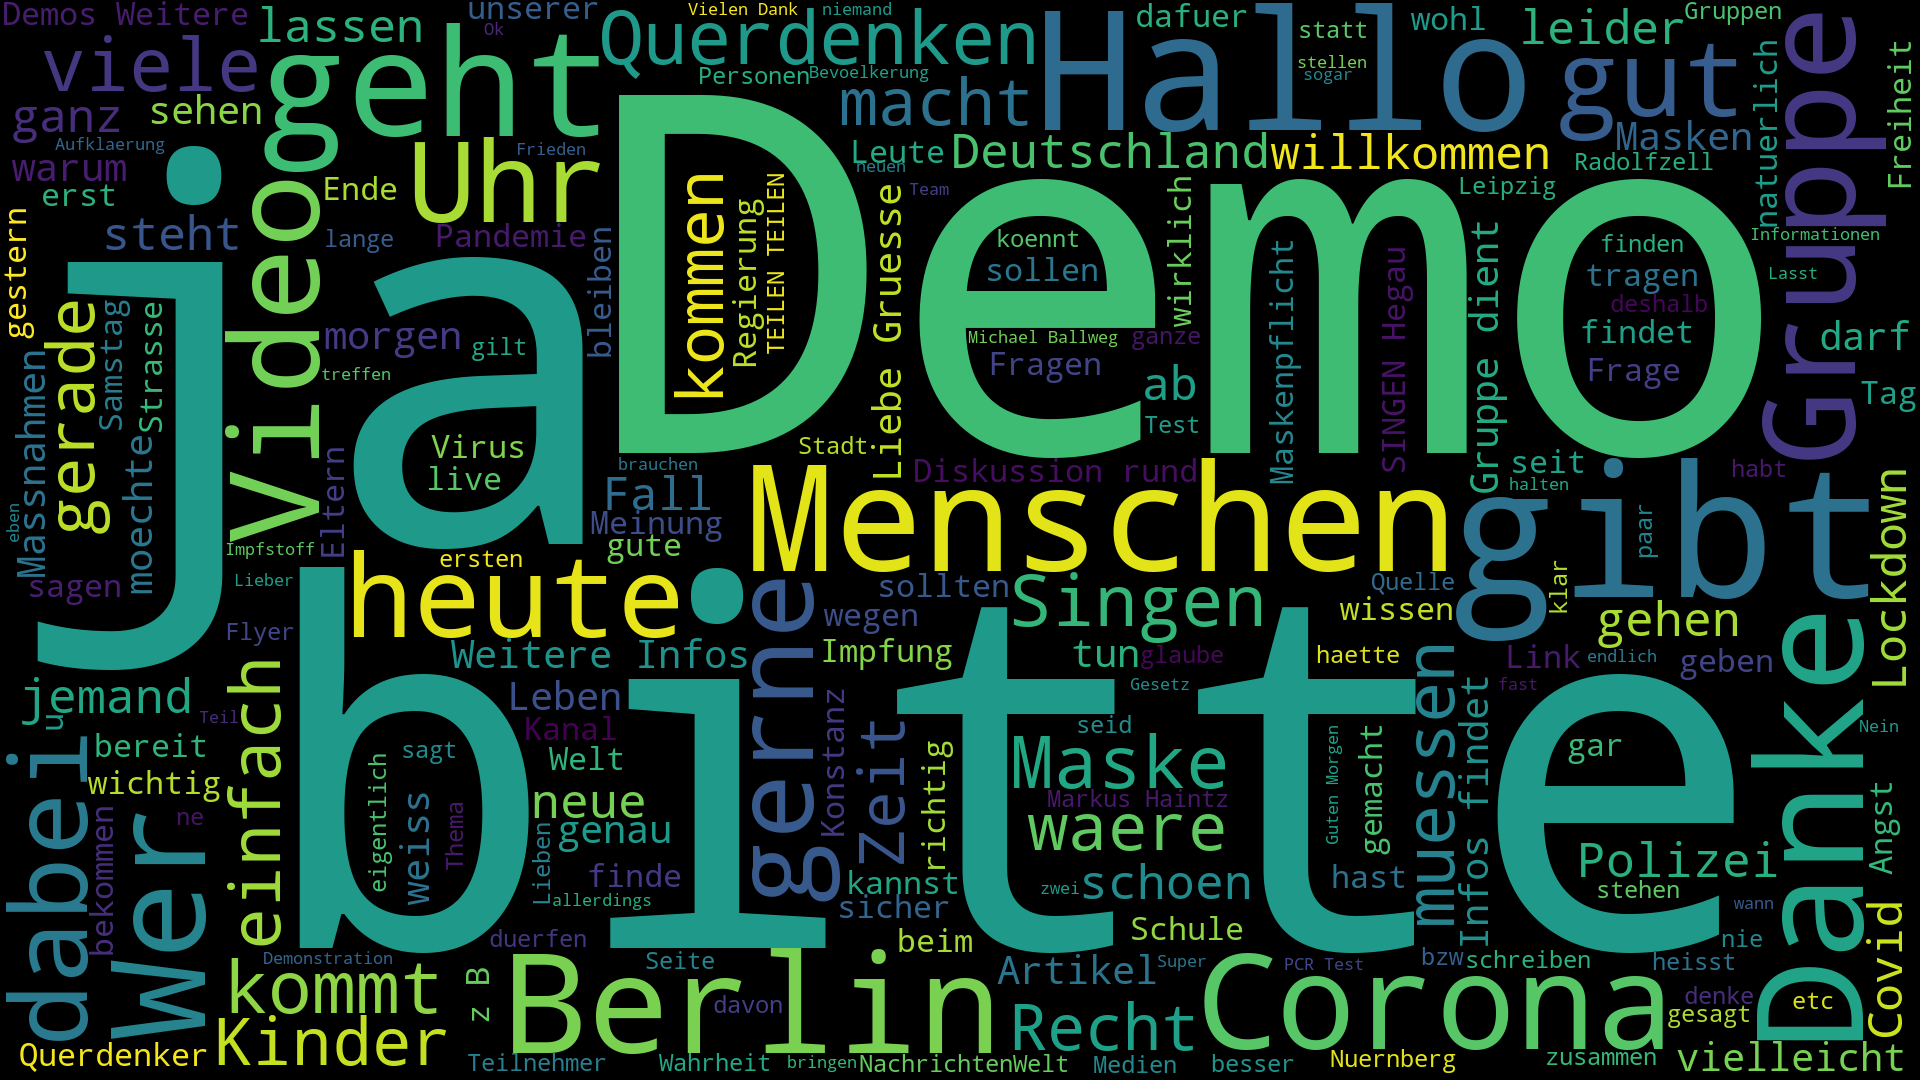 Demos Weitere
unserer
Vielen Dank
niemand
dafuer
statt
wohl
Gruppen
viele
lassen
Ok
Querdenken
Hallo
leider
geht
Personen
Bevoelkerung
stellen
sogar
gut
Gruppe
ganz
sehen
macht
Masken
natuerlich
Freiheit
Aufklaerung
Uhr
Frieden
Leute
Deutschland
willkommen
Radolfzell
warum
neuen
erst
Ende
Demo
kommen
Regierung
TEILEN TEILEN
Team
Leipzig
gestern
steht
Video
lange
Pandemie
bleiben
Liebe Gruesse
koennt
sollen
wirklich
Maskenpflicht
SINGEN Hegau
Gruppe dient
finden
tragen
Informationen
Lasst
ja
gerade
Samstag
Strasse
morgen
gilt
Michael Ballweg
ganze
deshalb
findet
darf
Massnahmen
treffen
Fragen
ab
Frage
Tag
moechte
Eltern
Virus
live
Stadt
Test
brauchen
Diskussion rund
seit
habt
eben
Fall
Menschen
halten
gibt
Lockdown
Meinung
paar
Impfstoff
gute
sagen
Lieber
heute
ersten
gerne
sollten
Singen
Quelle
klar
wegen
wissen
gehen
Flyer
bitte
Weitere Infos
Impfung
tun
glaube
haette
muessen
Link
endlich
geben
Danke
jemand
u
Teil
einfach
Leben
Konstanz
Gesetz
Infos findet
fast
dabei
Wer
Kanal
Zeit
seid
Nein
bereit
eigentlich
sagt
Welt
richtig
Maske
Guten Morgen
gemacht
gar
wichtig
weiss
neue
Markus Haintz
Angst
ne
Thema
genau
waere
Polizei
bekommen
Lieben
finde
kannst
zwei
schoen
hast
stehen
allerdings
sicher
wann
Covid
duerfen
beim
Schule
nie
Demonstration
kommt
z B
Berlin
Seite
Artikel
Super
PCR Test
bzw
schreiben
heisst
Corona
davon
denke
etc
Kinder
Recht
gesagt
Querdenker
Teilnehmer
Wahrheit
bringen
NachrichtenWelt
Medien
besser
Nuernberg
zusammen
vielleicht